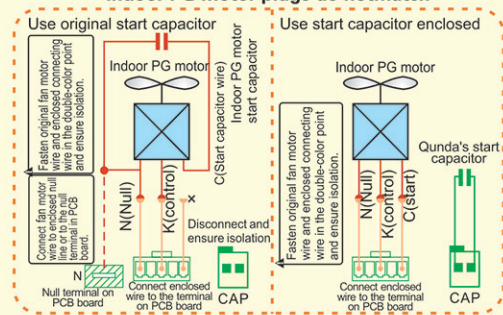 Use original start capacitor
Indoor PG motor
Fasten original fan motor
wire and enclosed connecting
wire in the double-color point
and ensure isolation.
Connect fan motor
wire to enclosed null
line or to the null
terminal in PCB
board.
C(Start capacitor wire)
Indoor PG motor
start capacitor
N(Null)
K(control)
Disconnect and
ensure isolation
N
Null terminal on
PCB board
Connect enclosed
wire to the terminal
on PCB board
CAP
Use start capacitor enclosed
Indoor PG motor
Fasten original fan motor
wire and enclosed connecting
wire in the double-color point
and ensure isolation.
N(Null)
K(control)
C(start)
Qunda's start
capacitor
Connect enclosed
wire to the terminal
on PCB board
CAP